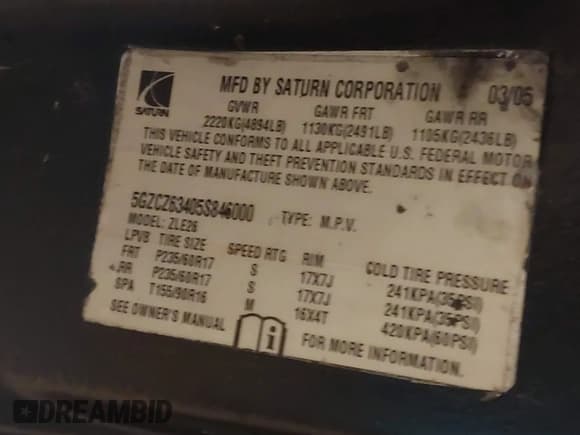 MFD BY SATURN CORPORATION 03/05
SATURN
GVWR GAWR FRT GAWR RR
2220KG(4894LB) 1130KG(2491LB) 1105KG(2436LB)
THIS VEHICLE CONFORMS TO ALL APPLICABLE U.S. FEDERAL MOTOR
VEHICLE SAFETY AND THEFT PREVENTION STANDARDS IN EFFECT ON
THE DATE OF MANUFACTURE SHOWN ABOVE.
5GZCZ63405S846000 TYPE: M.P.V.
MODEL: ZLE26
LPVB TIRE SIZE SPEED RTG RIM COLD TIRE PRESSURE
FRT P235/60R17 S 17X7J 241KPA(35PSI)
RR P235/60R17 S 17X7J 241KPA(35PSI)
SPA T155/90R16 M 16X4T 420KPA(60PSI)
SEE OWNER'S MANUAL i FOR MORE INFORMATION.
DREAMBID